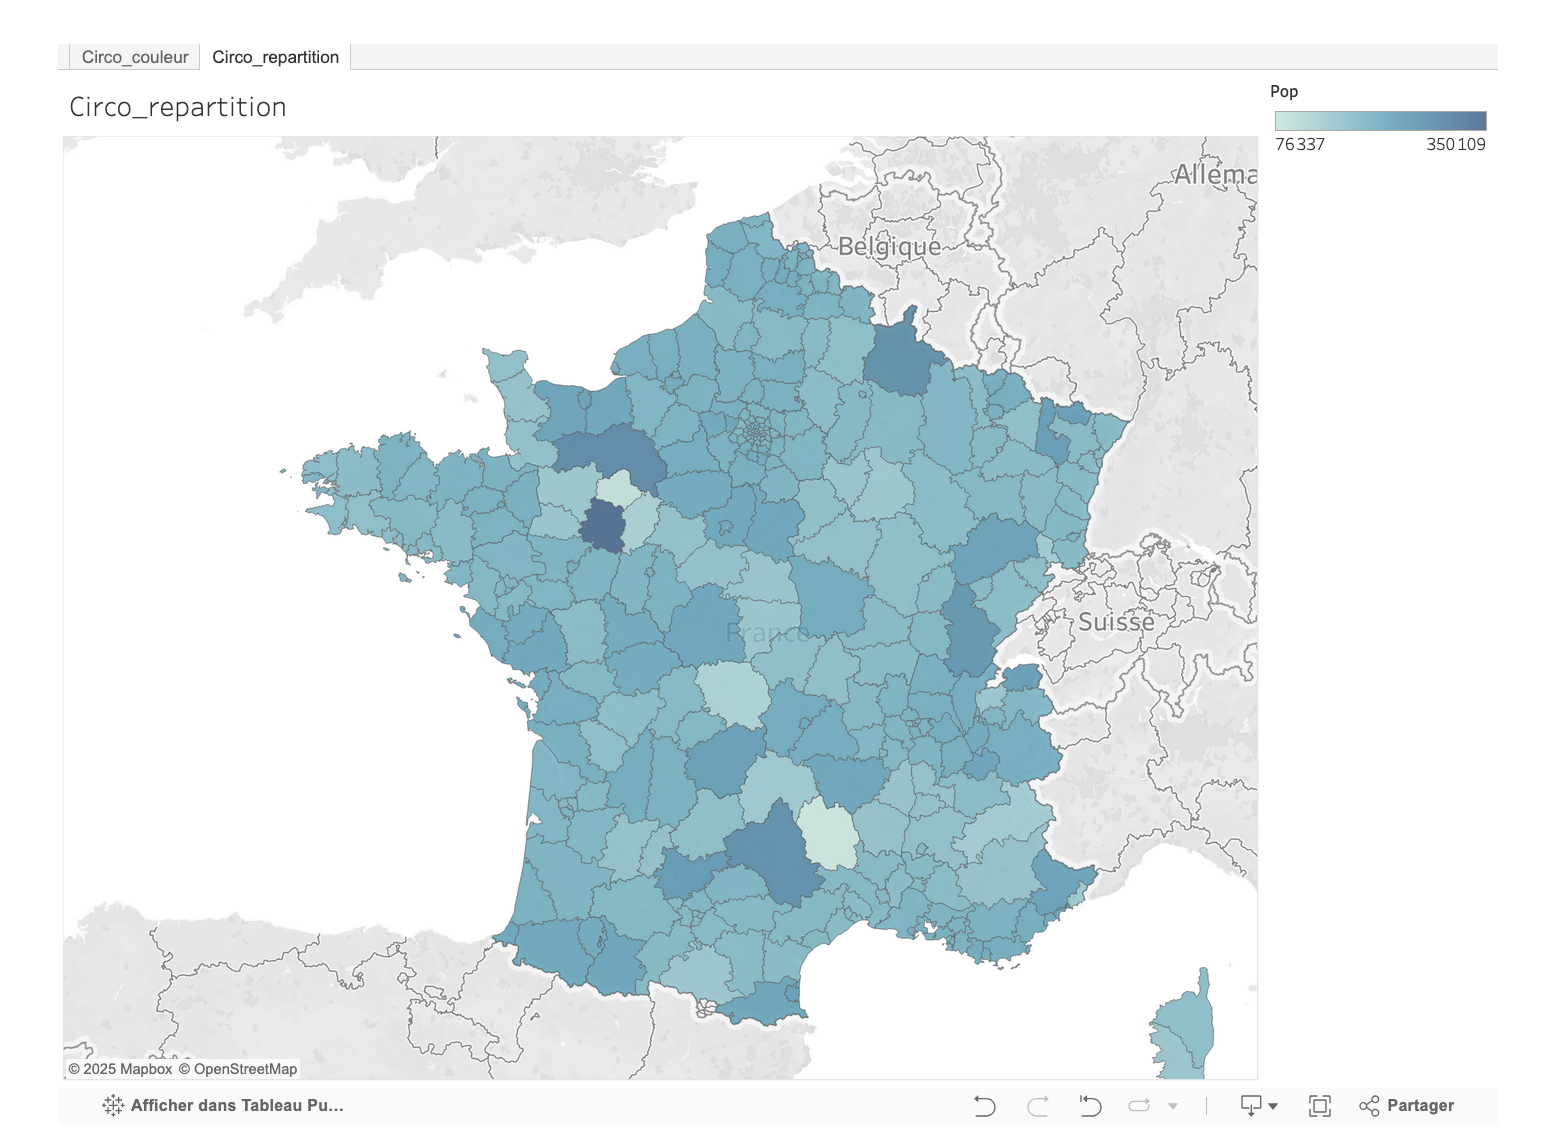 Circo_couleur
Circo_repartition
Circo_repartition
Pop
76 337
350 109
Allema
Belgique
France
Suisse
© 2025 Mapbox © OpenStreetMap
Afficher dans Tableau Pu...
Partager